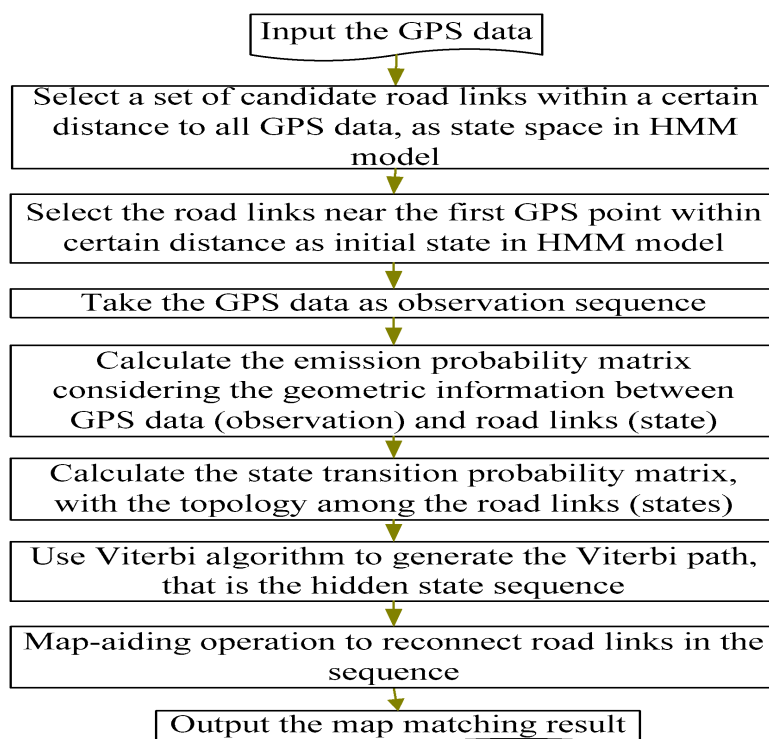 Input the GPS data
Select a set of candidate road links within a certain
distance to all GPS data, as state space in HMM
model
Select the road links near the first GPS point within
certain distance as initial state in HMM model
Take the GPS data as observation sequence
Calculate the emission probability matrix
considering the geometric information between
GPS data (observation) and road links (state)
Calculate the state transition probability matrix,
with the topology among the road links (states)
Use Viterbi algorithm to generate the Viterbi path,
that is the hidden state sequence
Map-aiding operation to reconnect road links in the
sequence
Output the map matching result